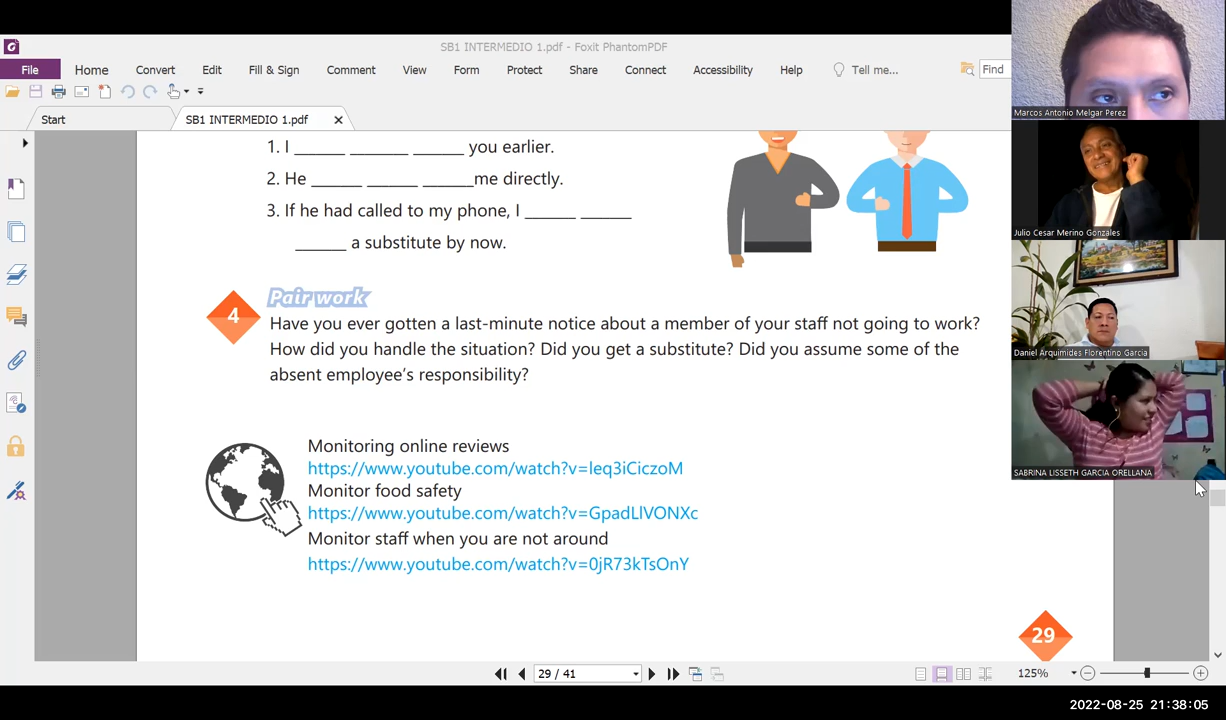 SB1 INTERMEDIO 1.pdf - Foxit PhantomPDF
File Home Convert Edit Fill & Sign Comment View Form Protect Share Connect Accessibility Help Tell me... Find
Start SB1 INTERMEDIO 1.pdf
1. I ______ _______ ______ you earlier.
2. He ______ ______ ______me directly.
3. If he had called to my phone, I ______ ______
______ a substitute by now.
4
Pair work
Have you ever gotten a last-minute notice about a member of your staff not going to work?
How did you handle the situation? Did you get a substitute? Did you assume some of the
absent employee's responsibility?
Monitoring online reviews
https://www.youtube.com/watch?v=leq3iCiczoM
Monitor food safety
https://www.youtube.com/watch?v=GpadLlVONXc
Monitor staff when you are not around
https://www.youtube.com/watch?v=0jR73kTsOnY
29
29 / 41
125%
Marcos Antonio Melgar Perez
Julio Cesar Merino Gonzáles
Daniel Arquimides Florentino Garcia
SABRINA LISSETH GARCIA ORELLANA
2022-08-25 21:38:05